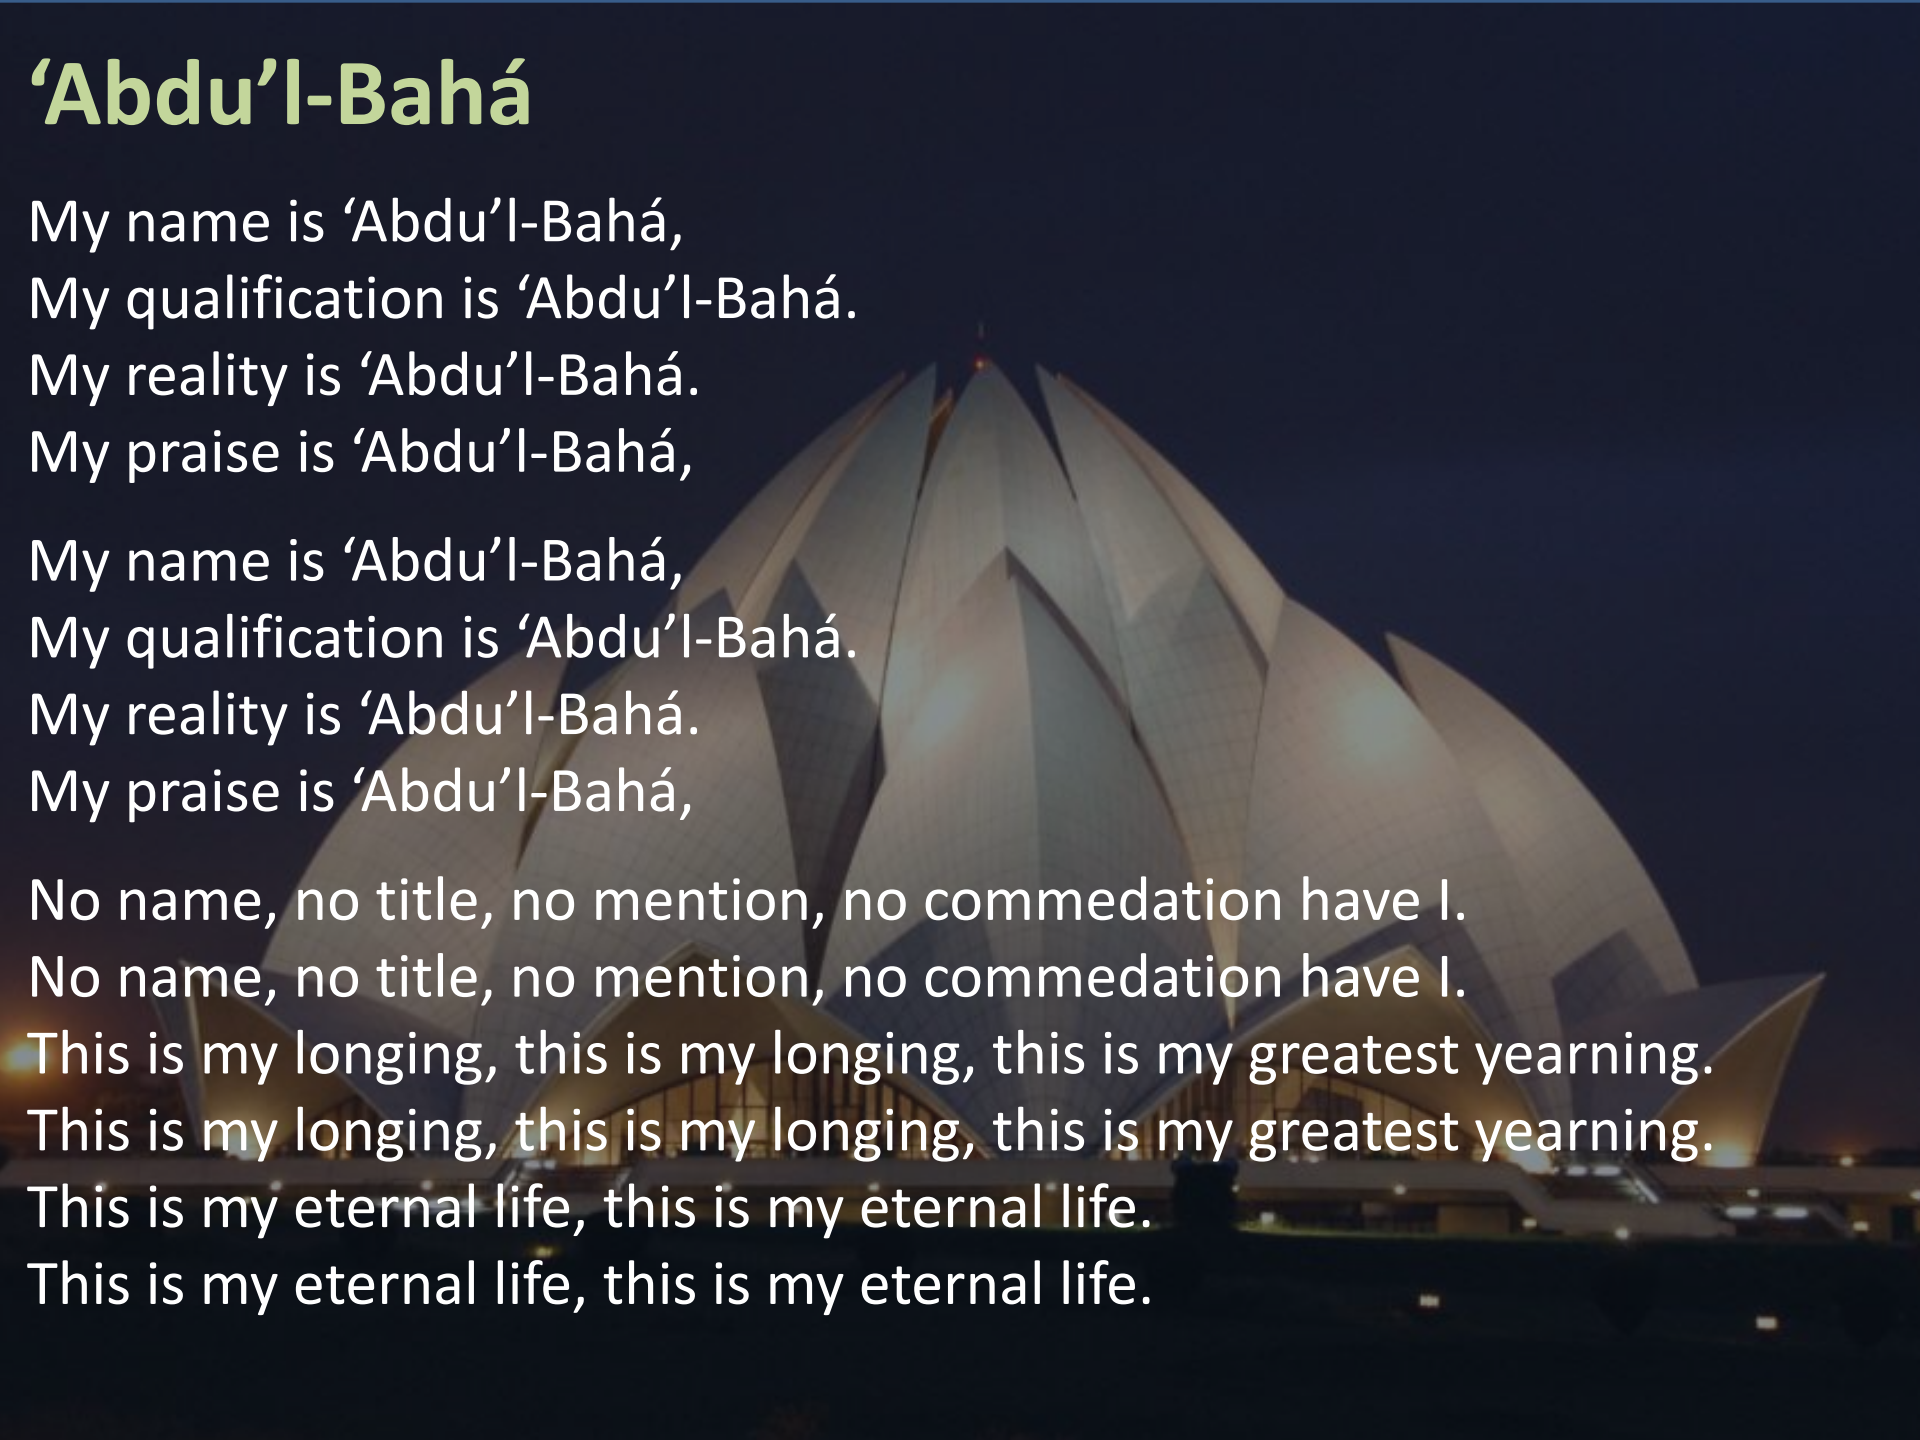 ‘Abdu’l-Bahá
My name is ‘Abdu’l-Bahá,
My qualification is ‘Abdu’l-Bahá.
My reality is ‘Abdu’l-Bahá.
My praise is ‘Abdu’l-Bahá,
My name is ‘Abdu’l-Bahá,
My qualification is ‘Abdu’l-Bahá.
My reality is ‘Abdu’l-Bahá.
My praise is ‘Abdu’l-Bahá,
No name, no title, no mention, no commedation have I.
No name, no title, no mention, no commedation have I.
This is my longing, this is my longing, this is my greatest yearning.
This is my longing, this is my longing, this is my greatest yearning.
This is my eternal life, this is my eternal life.
This is my eternal life, this is my eternal life.